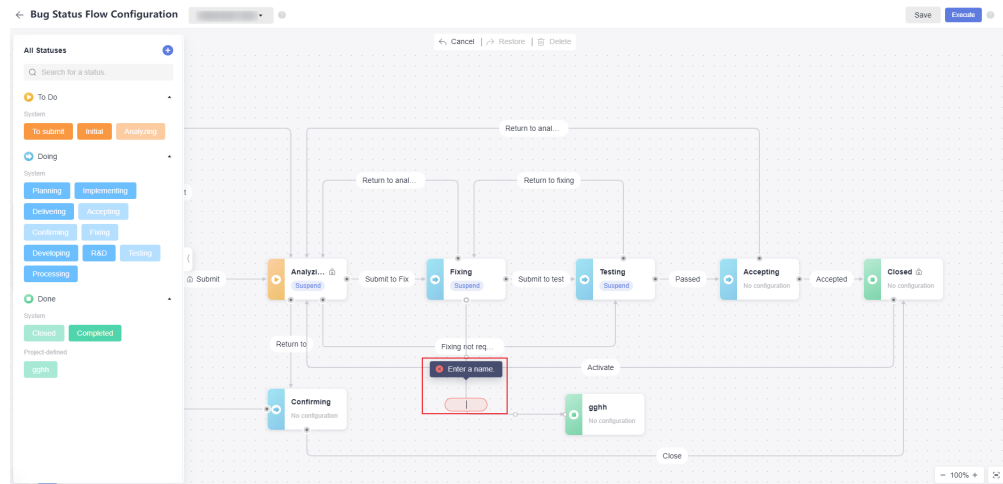 Bug Status Flow Configuration
Save
Execute
All Statuses
Search for a status.
To Do
System
To submit
Initial
Analyzing
Doing
System
Planning
Implementing
Delivering
Accepting
Confirming
Fixing
Developing
R&D
Testing
Processing
Done
System
Closed
Completed
Project-defined
gghh
Cancel | Restore | Delete
Return to anal...
Return to anal...
Return to fixing
t
Submit
Analyzi...
Suspend
Submit to Fix
Fixing
Suspend
Submit to test
Testing
Suspend
Passed
Accepting
No configuration
Accepted
Closed
No configuration
Return to
Fixing not req...
Enter a name.
Activate
Confirming
No configuration
gghh
No configuration
Close
− 100% +